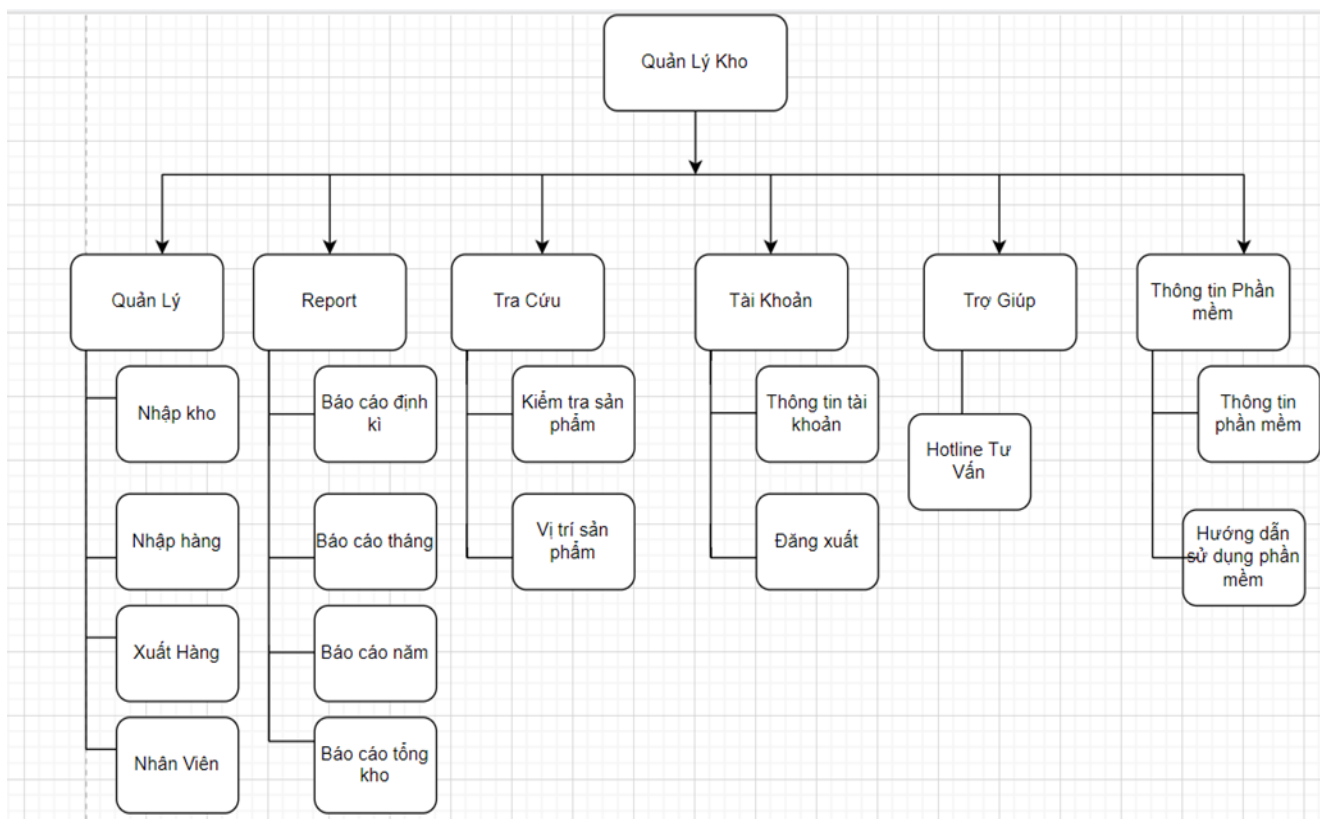 Quản Lý Kho
Quản Lý
Report
Tra Cứu
Tài Khoản
Trợ Giúp
Thông tin Phần
mềm
Nhập kho
Báo cáo định
kì
Kiểm tra sản
phẩm
Thông tin tài
khoản
Hotline Tư
Vấn
Thông tin
phần mềm
Nhập hàng
Báo cáo tháng
Vị trí sản
phẩm
Đăng xuất
Hướng dẫn
sử dụng phần
mềm
Xuất Hàng
Báo cáo năm
Nhân Viên
Báo cáo tổng
kho